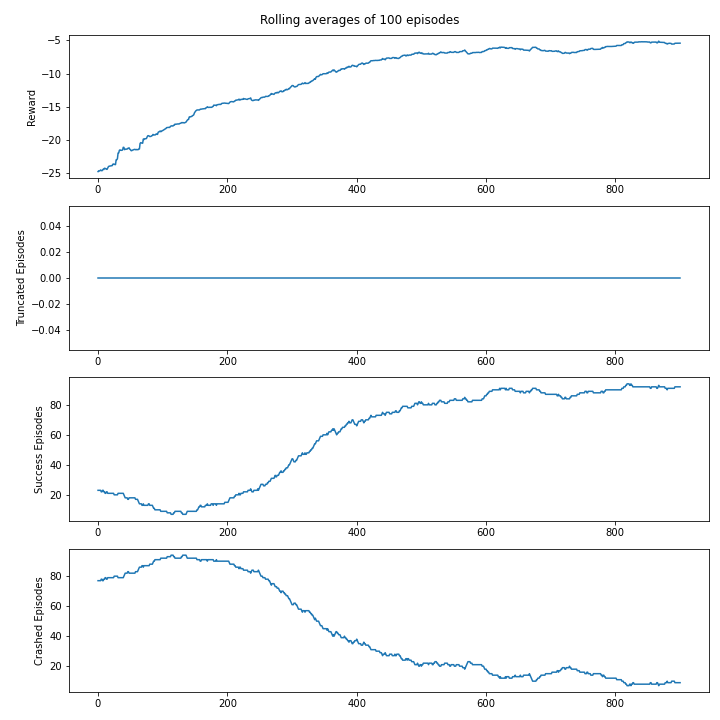 Rolling averages of 100 episodes
−5
−10
−15
−20
−25
Reward
0 200 400 600 800
0.04
0.02
0.00
−0.02
−0.04
Truncated Episodes
0 200 400 600 800
80
60
40
20
Success Episodes
0 200 400 600 800
80
60
40
20
Crashed Episodes
0 200 400 600 800